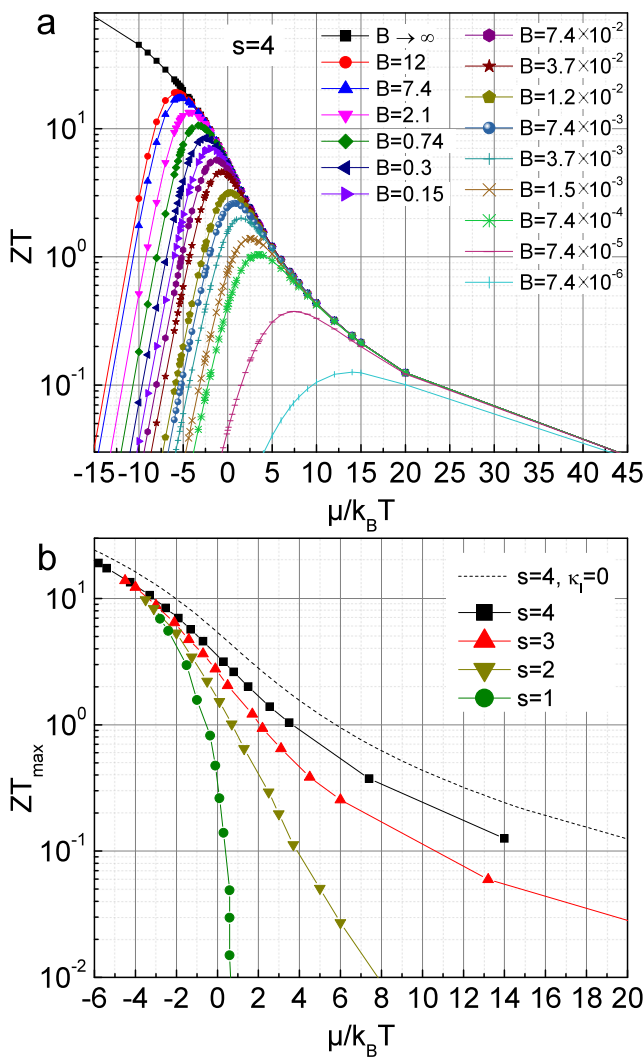 a
s=4
B → ∞
B=12
B=7.4
B=2.1
B=0.74
B=0.3
B=0.15
B=7.4×10⁻²
B=3.7×10⁻²
B=1.2×10⁻²
B=7.4×10⁻³
B=3.7×10⁻³
B=1.5×10⁻³
B=7.4×10⁻⁴
B=7.4×10⁻⁵
B=7.4×10⁻⁶
ZT
10¹
10⁰
10⁻¹
-15 -10 -5 0 5 10 15 20 25 30 35 40 45
μ/k_BT
b
s=4, κ_l=0
s=4
s=3
s=2
s=1
ZT_max
10¹
10⁰
10⁻¹
10⁻²
-6 -4 -2 0 2 4 6 8 10 12 14 16 18 20
μ/k_BT